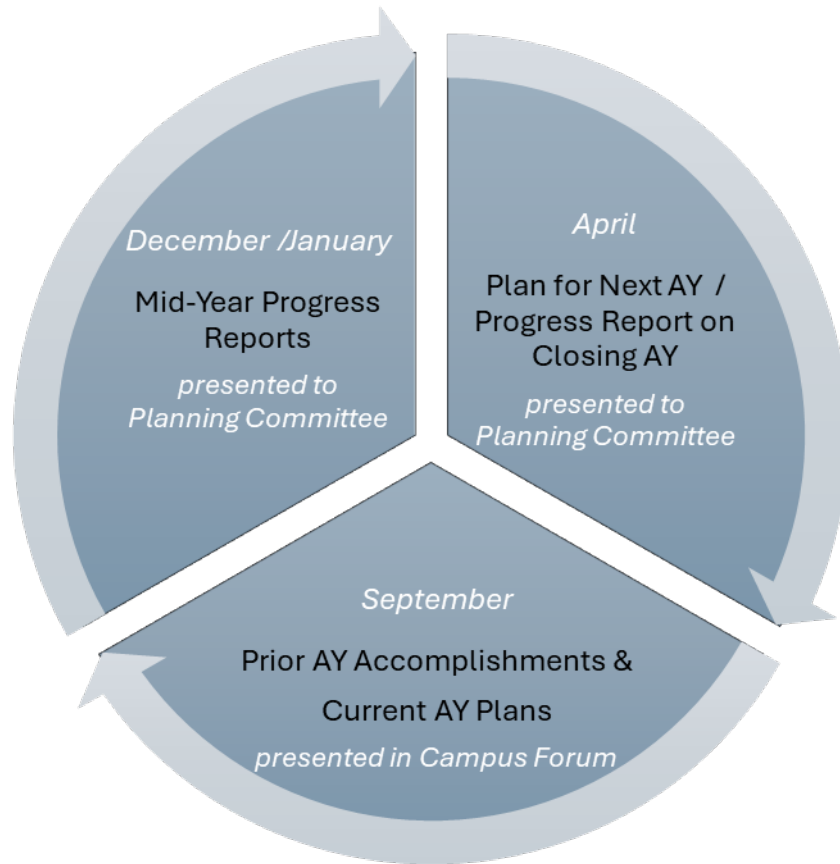 December /January
Mid-Year Progress
Reports
presented to
Planning Committee
April
Plan for Next AY /
Progress Report on
Closing AY
presented to
Planning Committee
September
Prior AY Accomplishments &
Current AY Plans
presented in Campus Forum